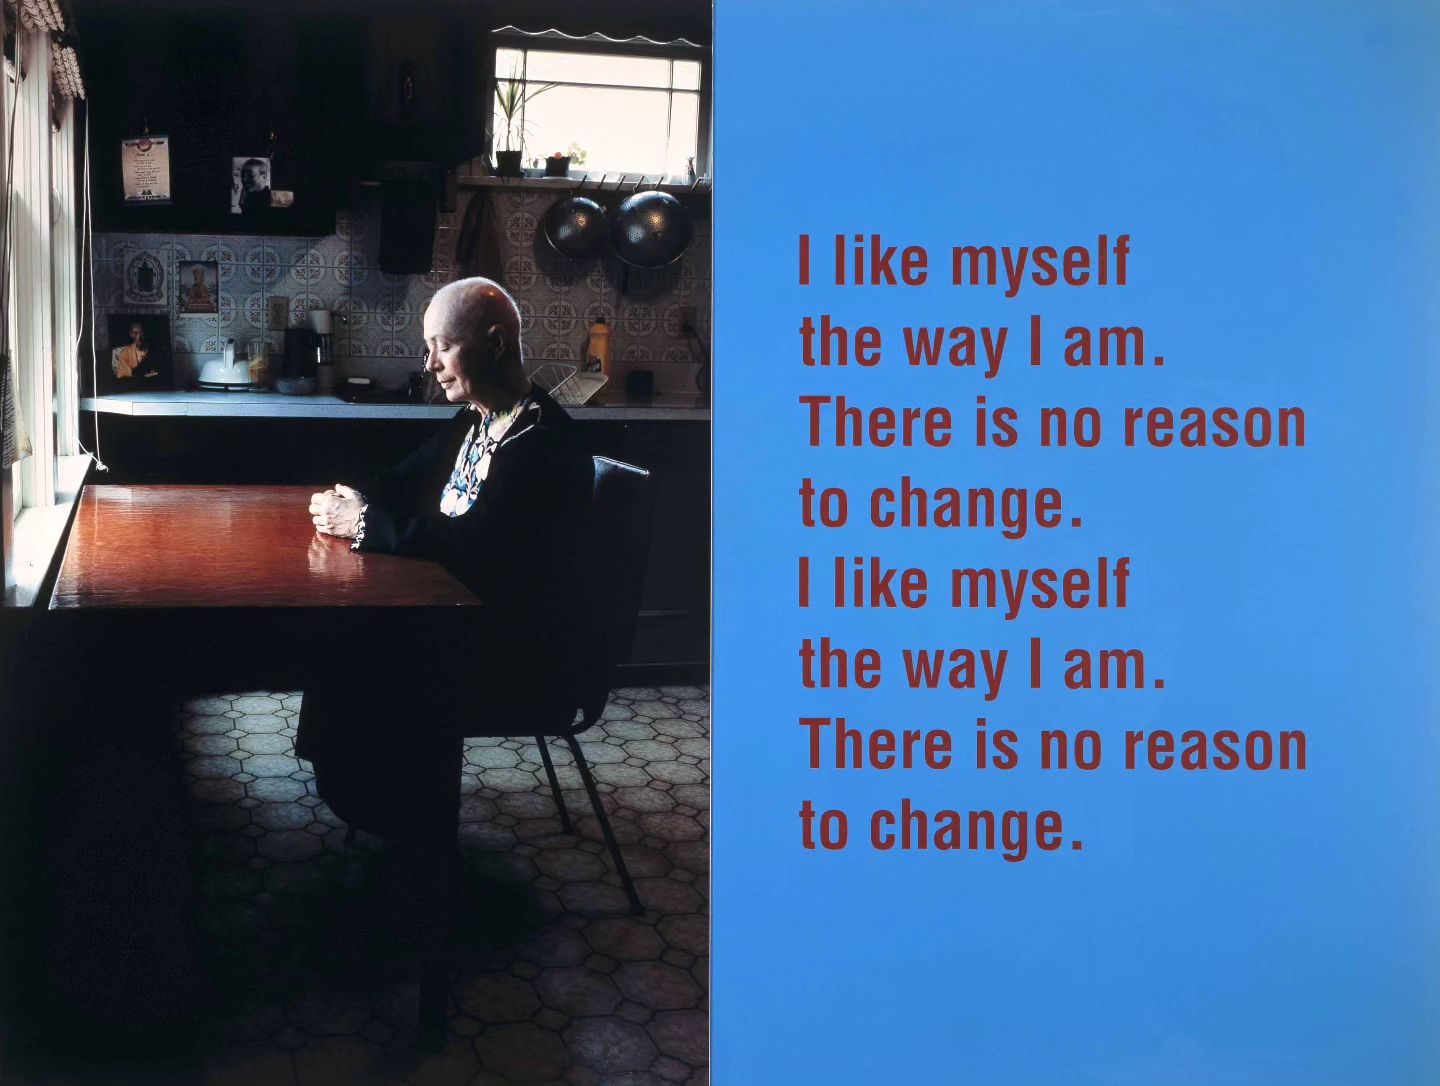 I like myself
the way I am.
There is no reason
to change.
I like myself
the way I am.
There is no reason
to change.